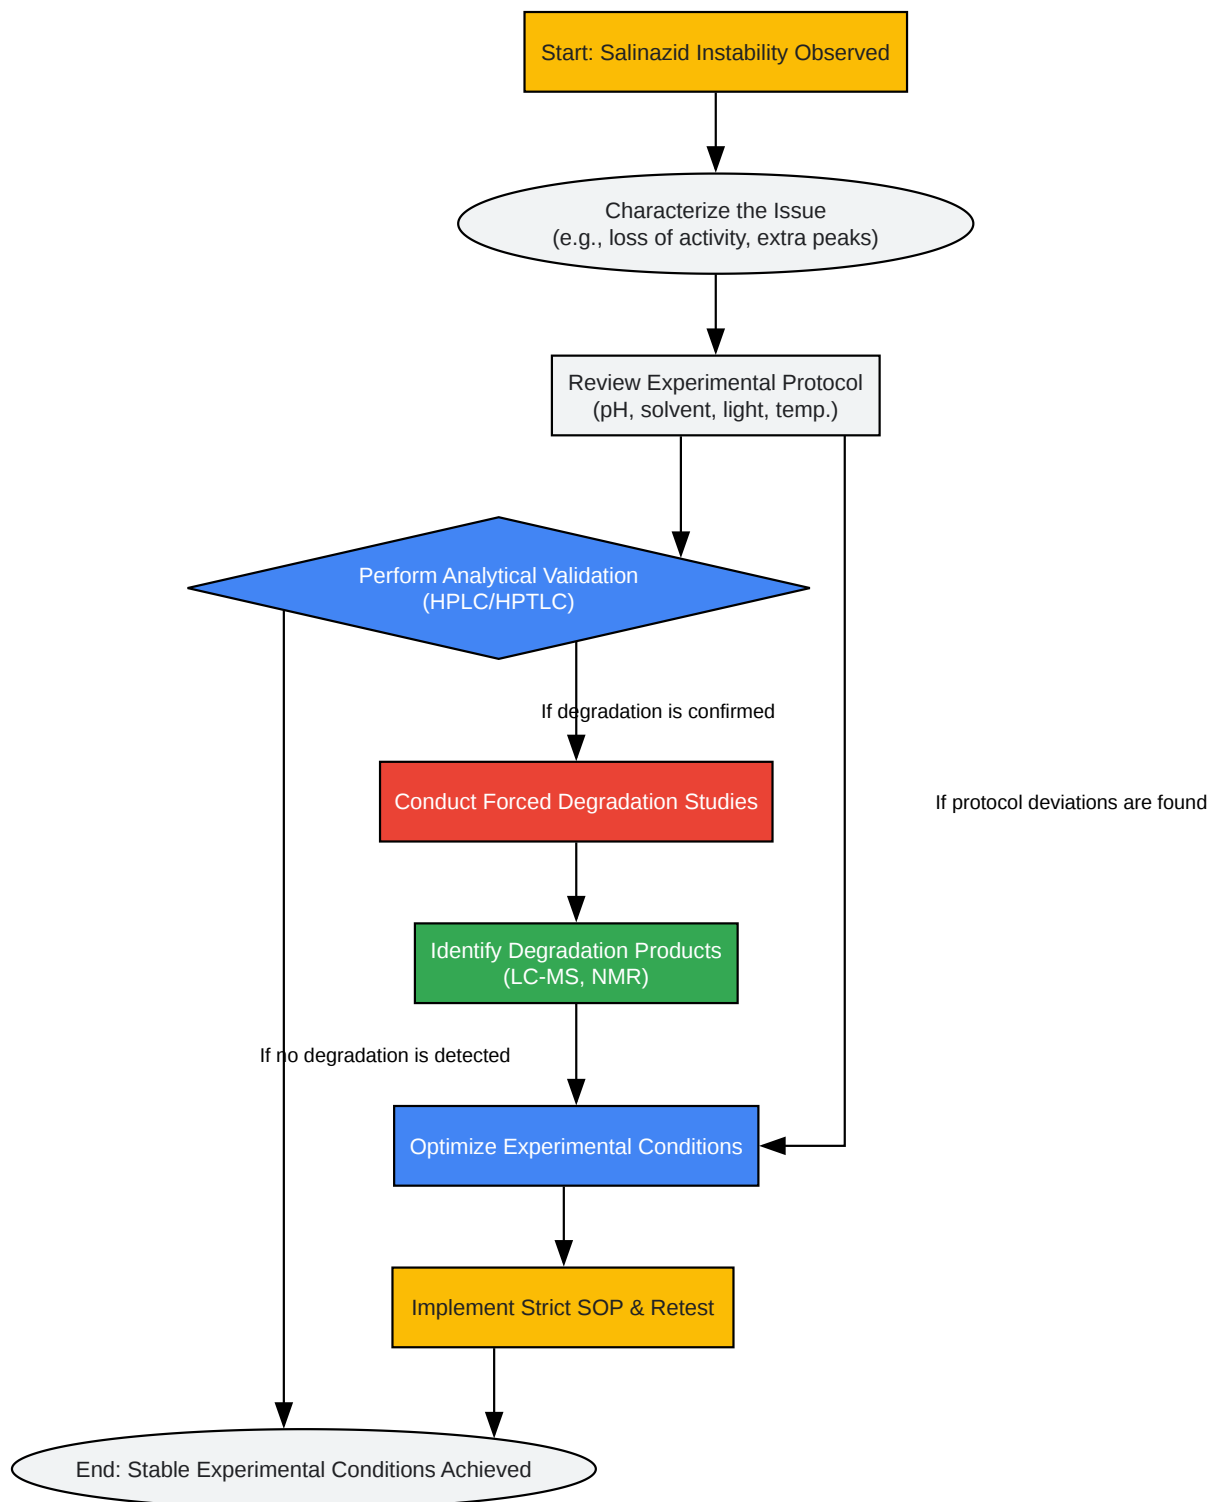 Start: Salinazid Instability Observed
Characterize the Issue
(e.g., loss of activity, extra peaks)
Review Experimental Protocol
(pH, solvent, light, temp.)
Perform Analytical Validation
(HPLC/HPTLC)
If degradation is confirmed
Conduct Forced Degradation Studies
If protocol deviations are found
Identify Degradation Products
(LC-MS, NMR)
If no degradation is detected
Optimize Experimental Conditions
Implement Strict SOP & Retest
End: Stable Experimental Conditions Achieved